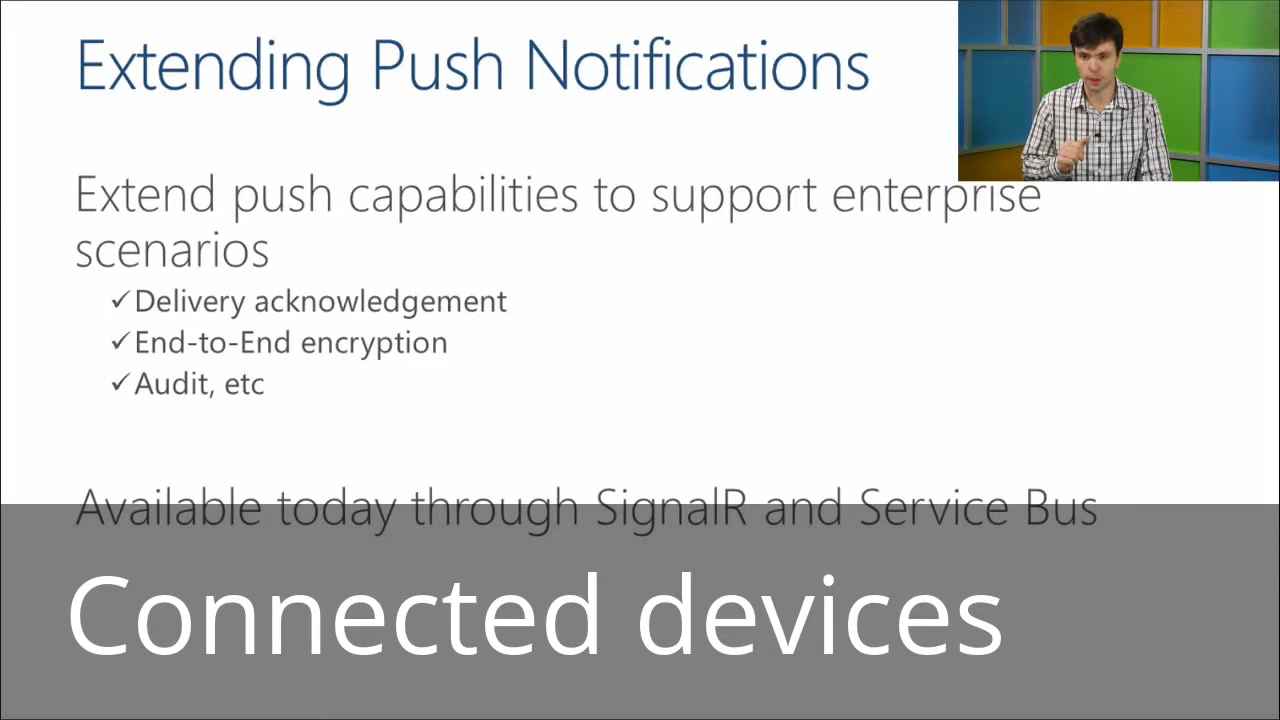 Extending Push Notifications
Extend push capabilities to support enterprise
scenarios
✓Delivery acknowledgement
✓End-to-End encryption
✓Audit, etc
Available today through SignalR and Service Bus
Connected devices